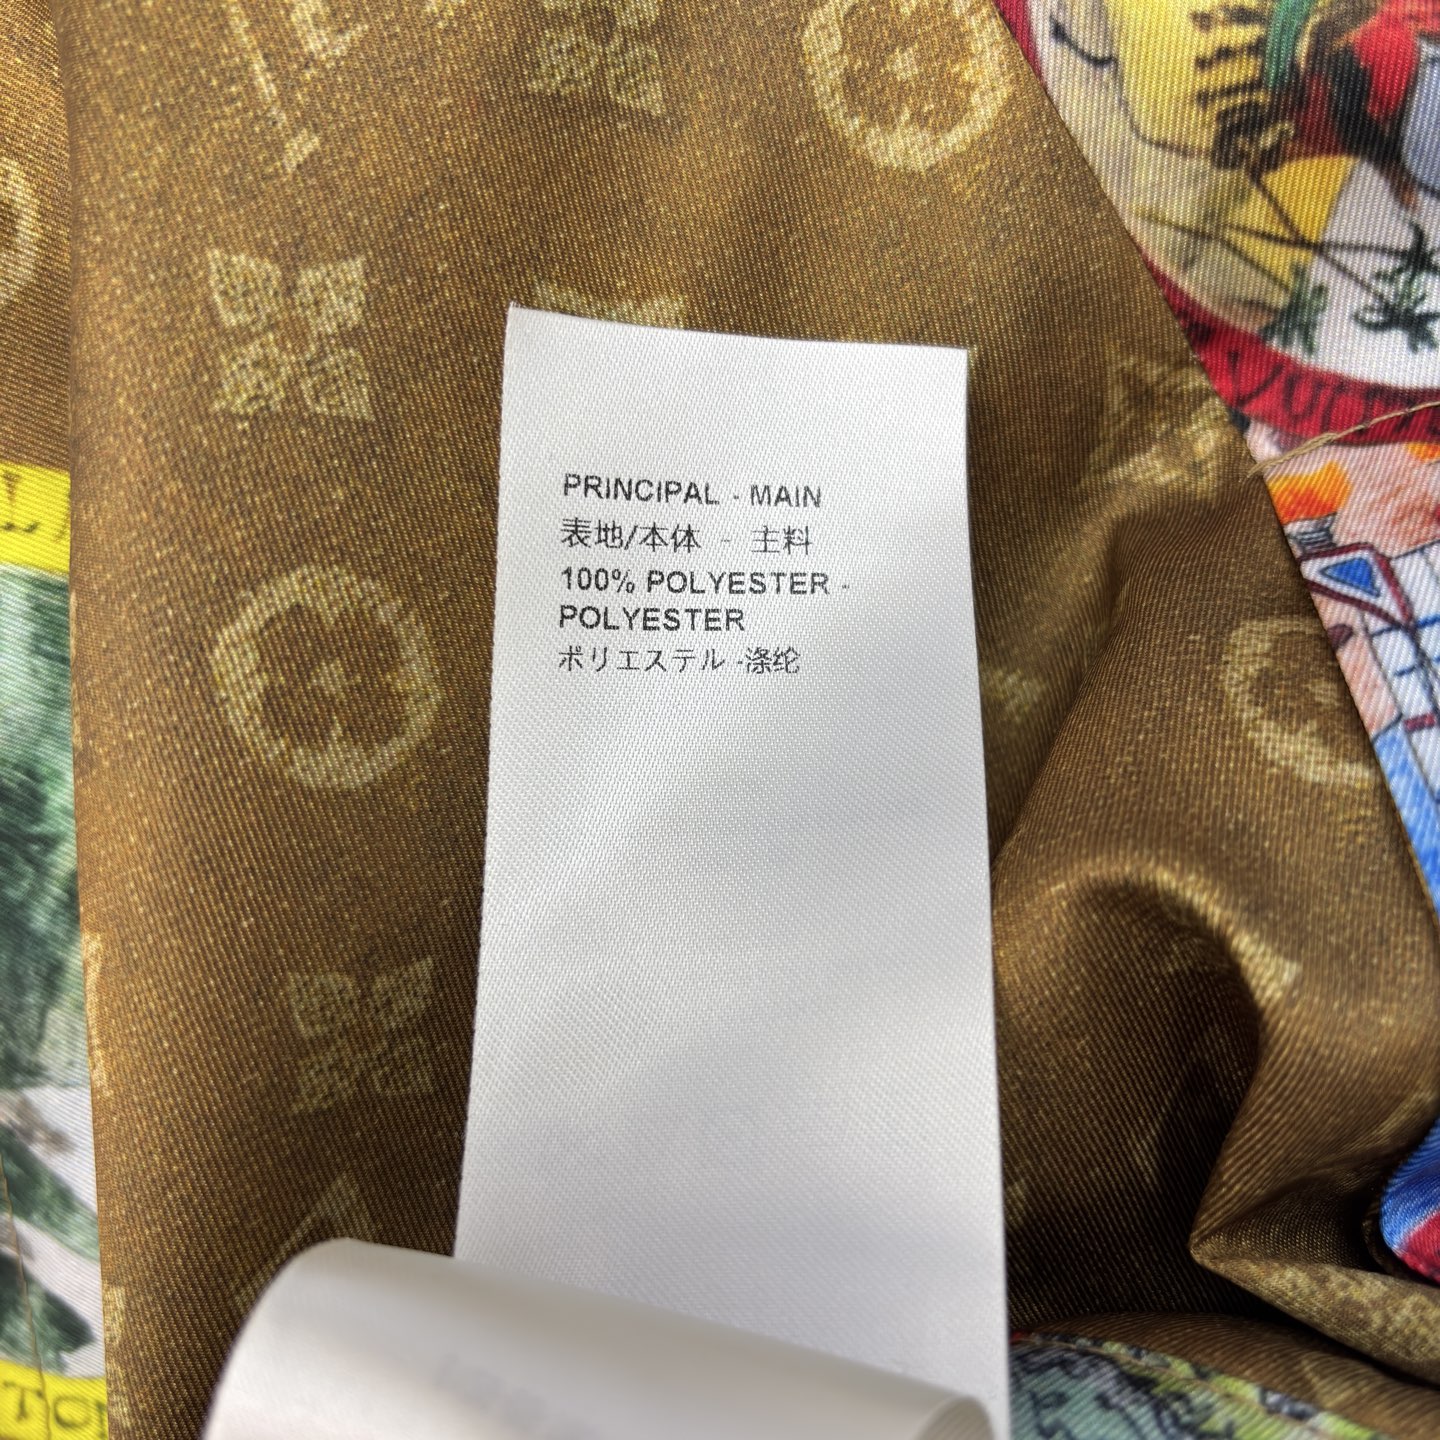 PRINCIPAL - MAIN
表地/本体 - 主料
100% POLYESTER -
POLYESTER
ポリエステル -涤纶